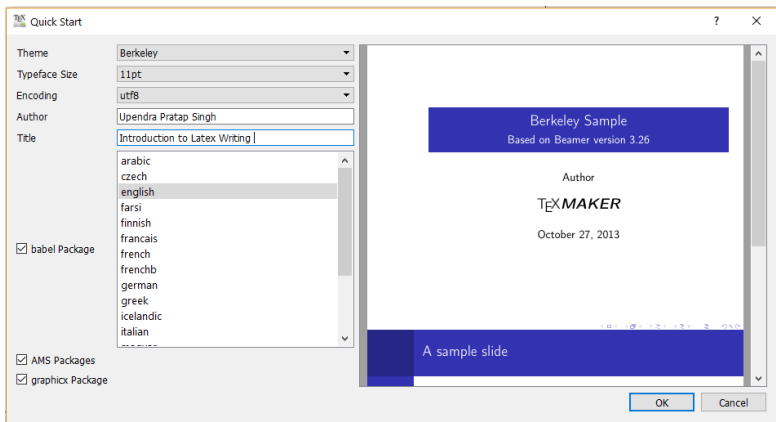 TEX Quick Start ? ×
Theme Berkeley
Typeface Size 11pt
Encoding utf8
Author Upendra Pratap Singh
Title Introduction to Latex Writing
arabic
czech
english
farsi
finnish
francais
babel Package
french
frenchb
german
greek
icelandic
italian
AMS Packages
graphicx Package
Berkeley Sample
Based on Beamer version 3.26
Author
TEXMAKER
October 27, 2013
A sample slide
OK Cancel